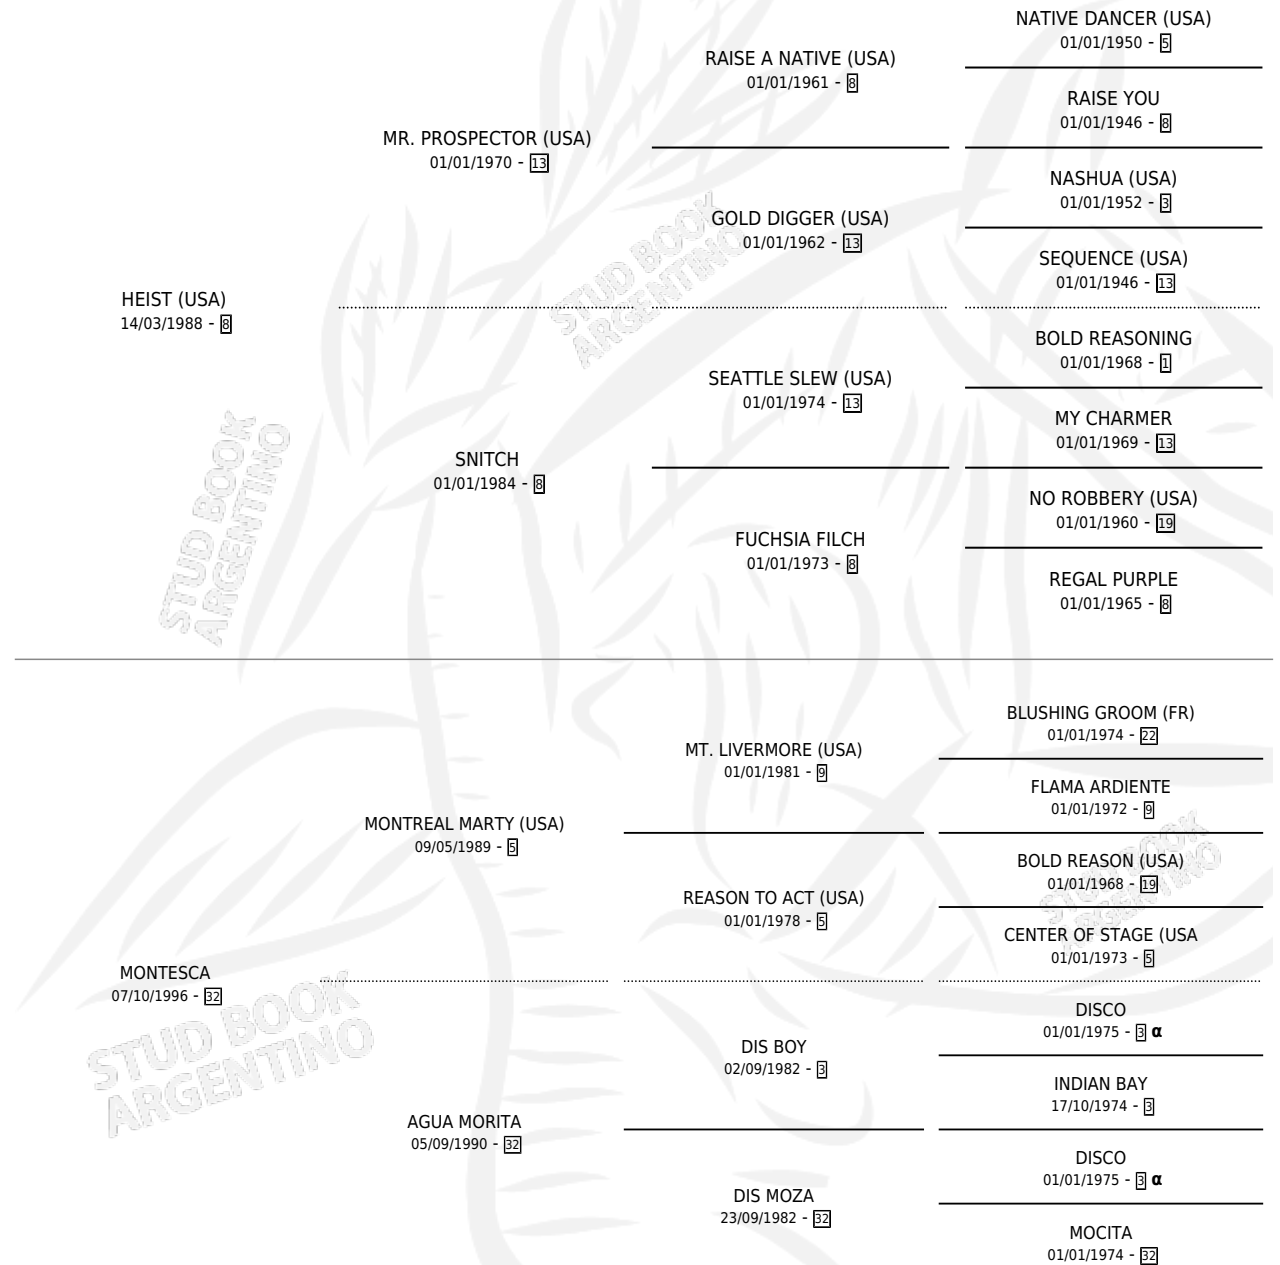 NATIVE DANCER (USA)
01/01/1950 - 5
RAISE A NATIVE (USA)
01/01/1961 - 8
RAISE YOU
01/01/1946 - 8
MR. PROSPECTOR (USA)
01/01/1970 - 13
NASHUA (USA)
01/01/1952 - 3
GOLD DIGGER (USA)
01/01/1962 - 13
SEQUENCE (USA)
01/01/1946 - 13
HEIST (USA)
14/03/1988 - 8
BOLD REASONING
01/01/1968 - 1
SEATTLE SLEW (USA)
01/01/1974 - 13
MY CHARMER
01/01/1969 - 13
SNITCH
01/01/1984 - 8
NO ROBBERY (USA)
01/01/1960 - 19
FUCHSIA FILCH
01/01/1973 - 8
REGAL PURPLE
01/01/1965 - 8
BLUSHING GROOM (FR)
01/01/1974 - 22
MT. LIVERMORE (USA)
01/01/1981 - 9
FLAMA ARDIENTE
01/01/1972 - 9
MONTREAL MARTY (USA)
09/05/1989 - 5
BOLD REASON (USA)
01/01/1968 - 19
REASON TO ACT (USA)
01/01/1978 - 5
CENTER OF STAGE (USA
01/01/1973 - 5
MONTESCA
07/10/1996 - 32
DISCO
01/01/1975 - 3 α
DIS BOY
02/09/1982 - 3
INDIAN BAY
17/10/1974 - 3
AGUA MORITA
05/09/1990 - 32
DISCO
01/01/1975 - 3 α
DIS MOZA
23/09/1982 - 32
MOCITA
01/01/1974 - 32
STUD BOOK
ARGENTINO
STUD BOOK
ARGENTINO
STUD BOOK
ARGENTINO
STUD BOOK
ARGENTINO